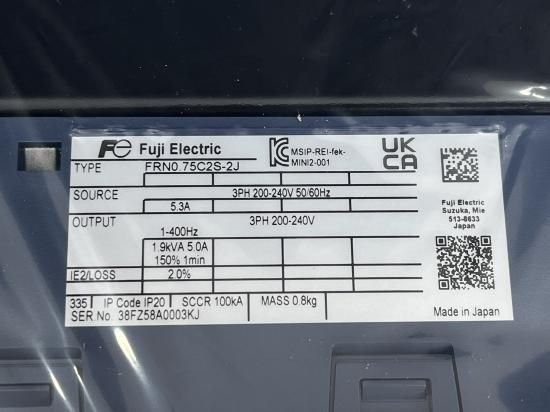 Fe Fuji Electric
MSIP-REI-fek-
MINI2-001
UK
CA
TYPE FRN0.75C2S-2J
SOURCE 3PH 200-240V 50/60Hz
5.3A
OUTPUT 3PH 200-240V
1-400Hz
1.9kVA 5.0A
150% 1min
IE2/LOSS 2.0%
335 IP Code IP20 SCCR 100kA MASS 0.8kg
SER.No. 38FZ58A0003KJ
Fuji Electric
Suzuka, Mie
513-8633
Japan
Made in Japan